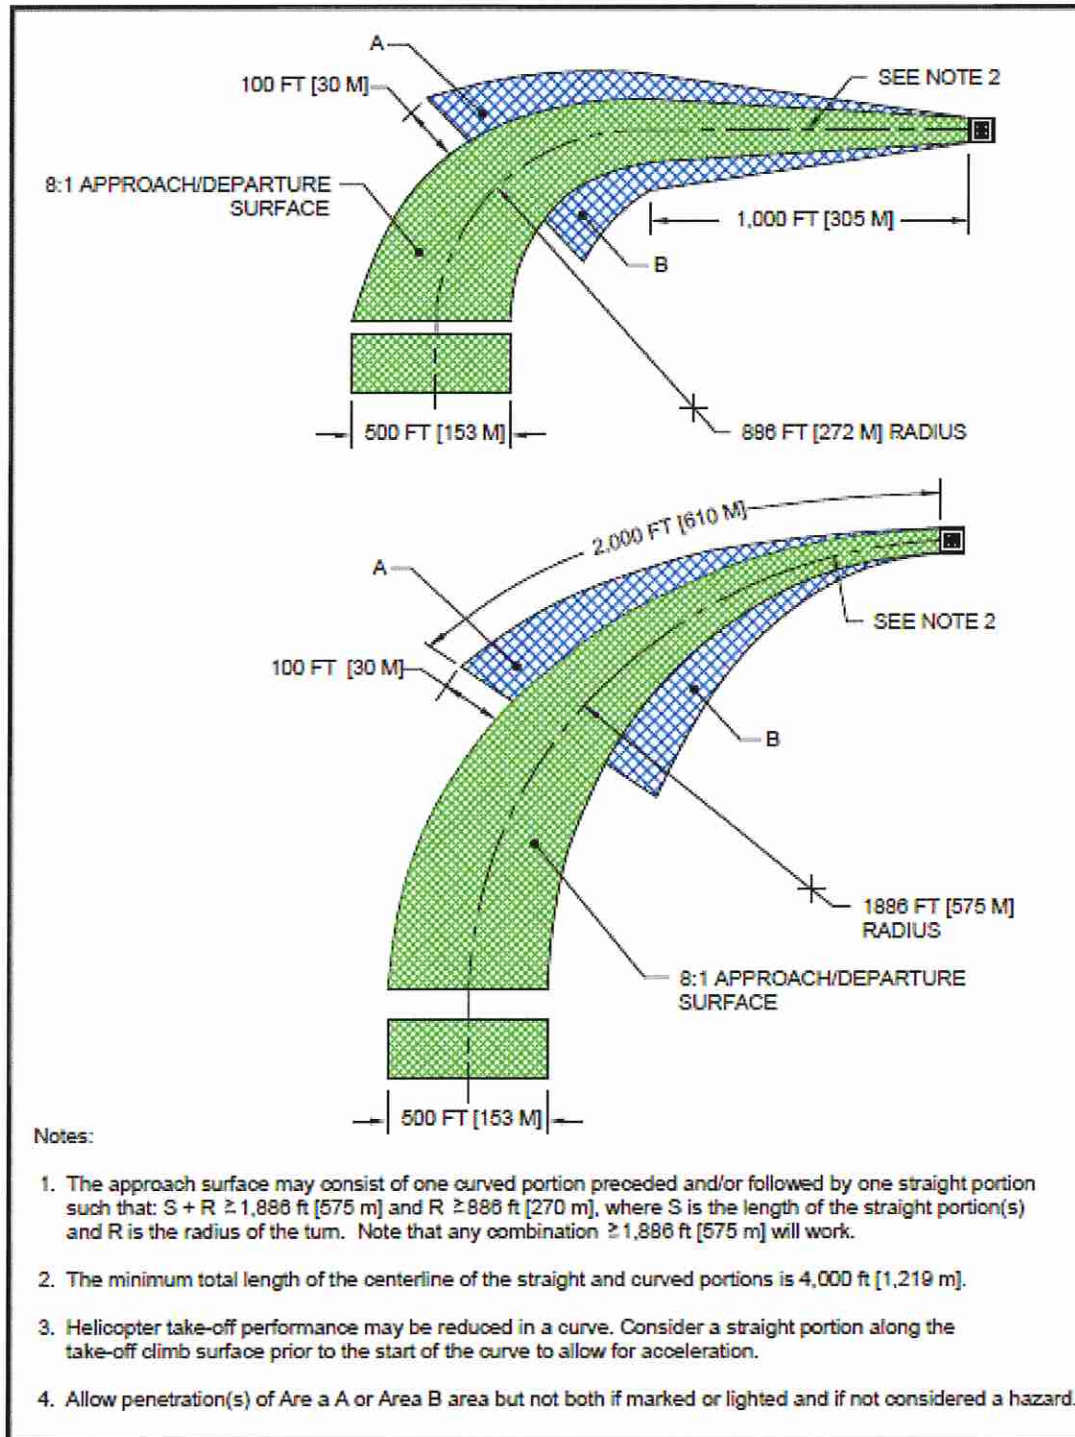 A
100 FT [30 M]
SEE NOTE 2
8:1 APPROACH/DEPARTURE
SURFACE
1,000 FT [305 M]
B
500 FT [153 M]
886 FT [272 M] RADIUS
2,000 FT [610 M]
A
SEE NOTE 2
100 FT [30 M]
B
1886 FT [575 M]
RADIUS
8:1 APPROACH/DEPARTURE
SURFACE
500 FT [153 M]
Notes:
1. The approach surface may consist of one curved portion preceded and/or followed by one straight portion
such that: S + R ≥ 1,886 ft [575 m] and R ≥ 886 ft [270 m], where S is the length of the straight portion(s)
and R is the radius of the turn. Note that any combination ≥ 1,886 ft [575 m] will work.
2. The minimum total length of the centerline of the straight and curved portions is 4,000 ft [1,219 m].
3. Helicopter take-off performance may be reduced in a curve. Consider a straight portion along the
take-off climb surface prior to the start of the curve to allow for acceleration.
4. Allow penetration(s) of Are a A or Area B area but not both if marked or lighted and if not considered a hazard.